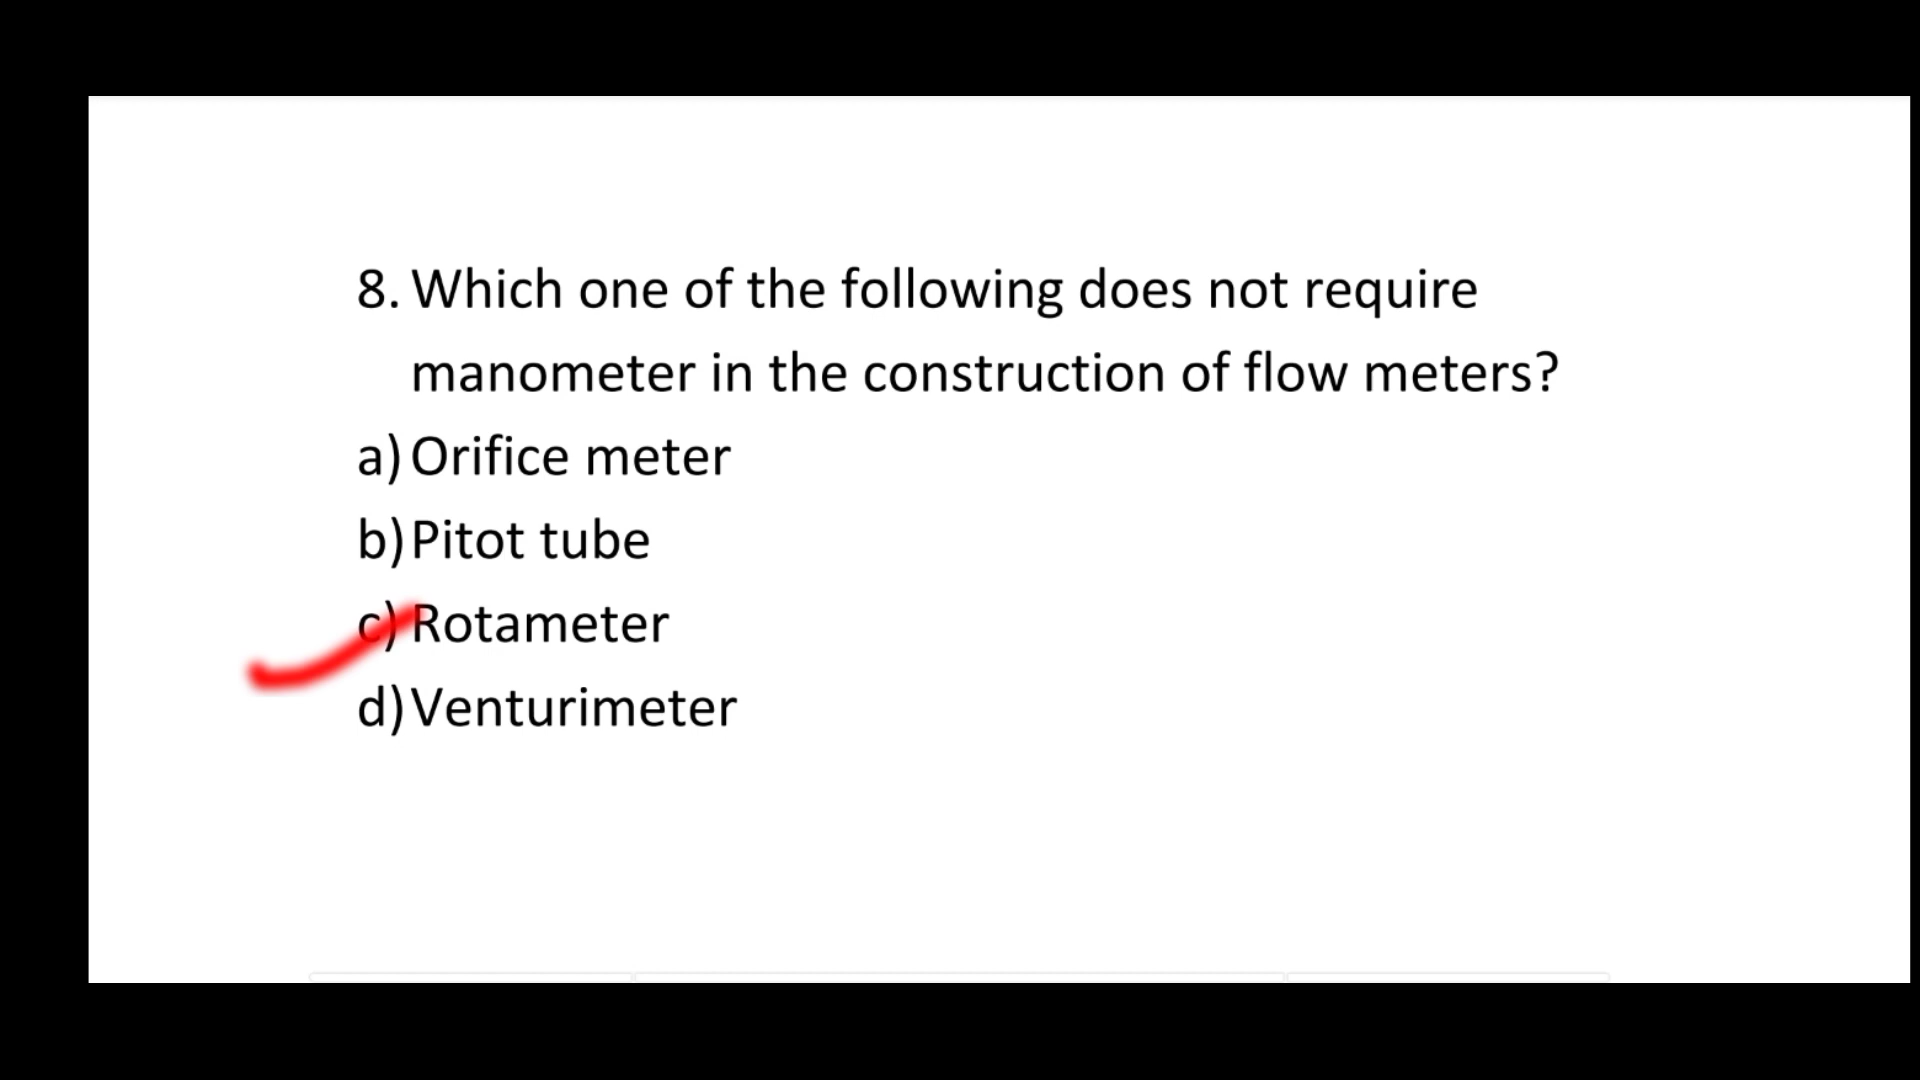 8. Which one of the following does not require
manometer in the construction of flow meters?
a) Orifice meter
b) Pitot tube
c) Rotameter
d) Venturimeter